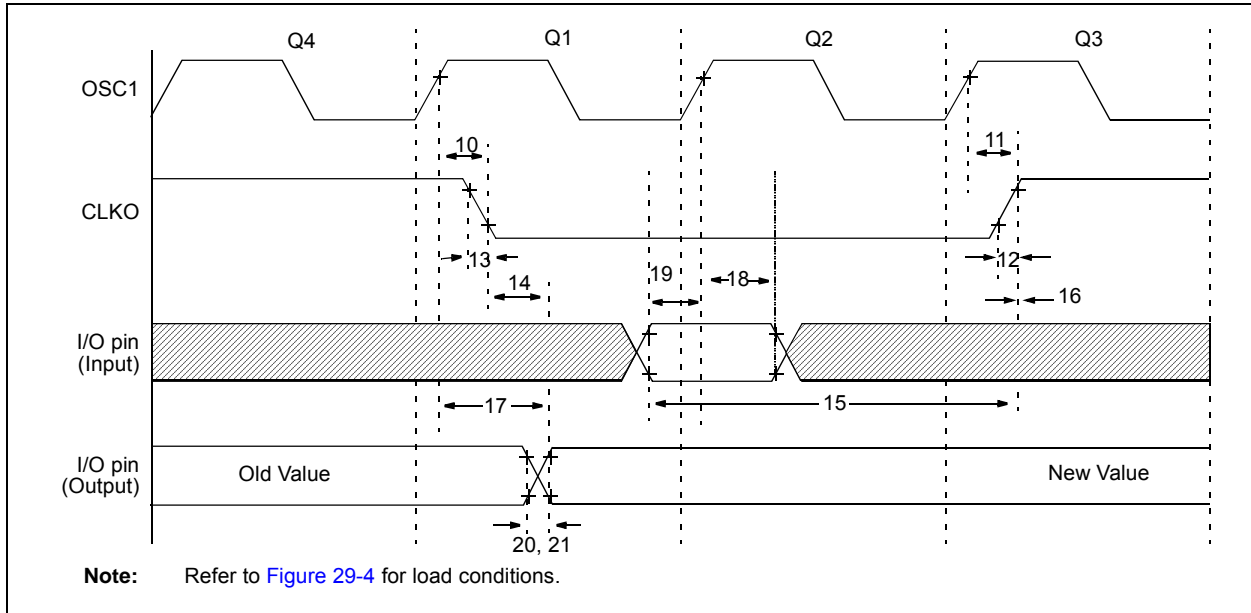 Q4 Q1 Q2 Q3
OSC1
10 11
CLKO
13 12
19 18
14
16
I/O pin
(Input)
17 15
I/O pin
(Output)
Old Value New Value
20, 21
Note: Refer to Figure 29-4 for load conditions.